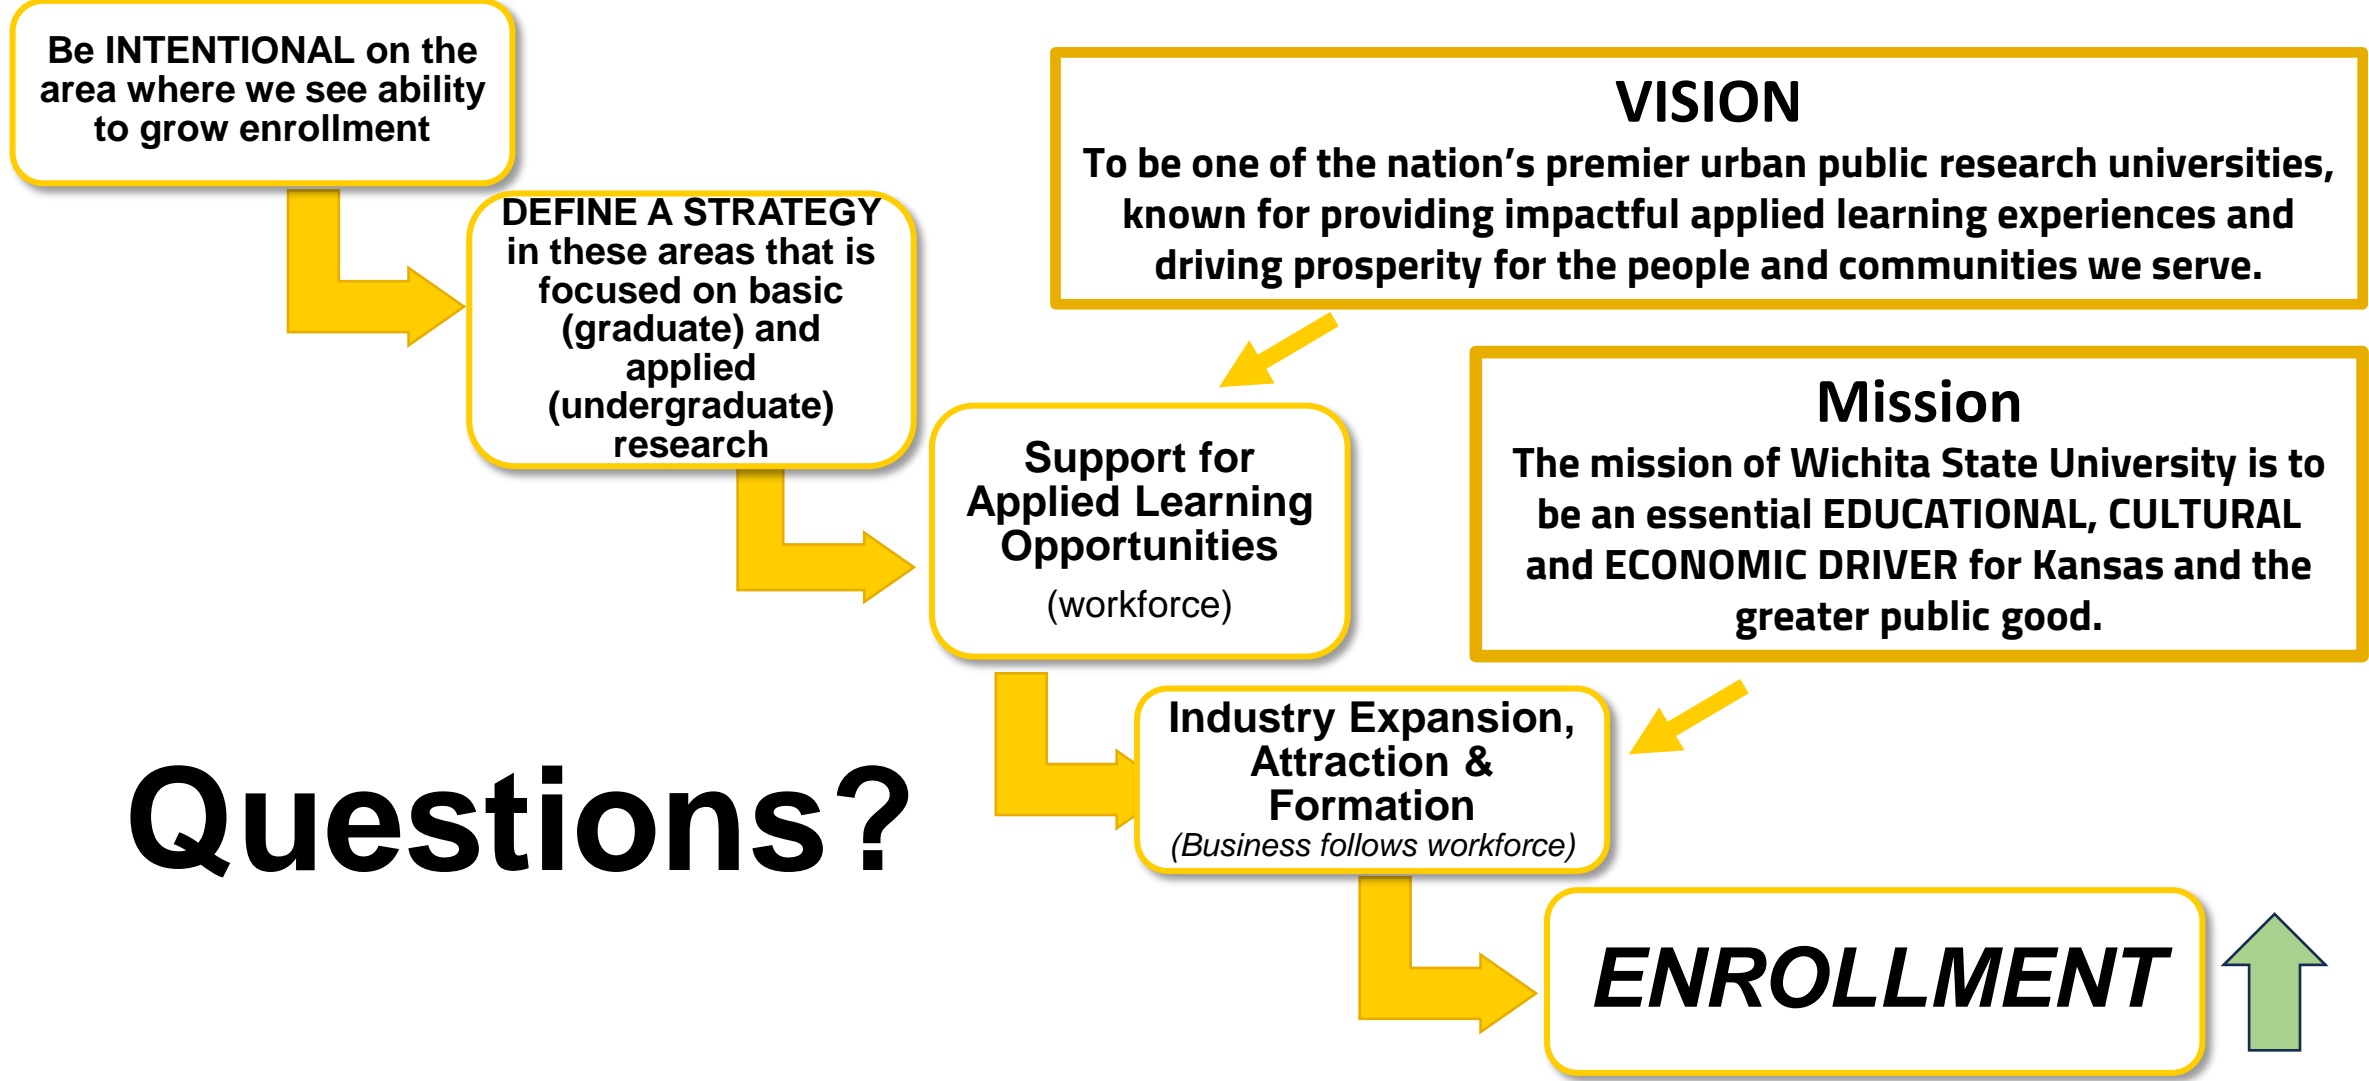 Be INTENTIONAL on the
area where we see ability
to grow enrollment
DEFINE A STRATEGY
in these areas that is
focused on basic
(graduate) and
applied
(undergraduate)
research
VISION
To be one of the nation’s premier urban public research universities,
known for providing impactful applied learning experiences and
driving prosperity for the people and communities we serve.
Support for
Applied Learning
Opportunities
(workforce)
Mission
The mission of Wichita State University is to
be an essential EDUCATIONAL, CULTURAL
and ECONOMIC DRIVER for Kansas and the
greater public good.
Industry Expansion,
Attraction &
Formation
(Business follows workforce)
Questions?
ENROLLMENT